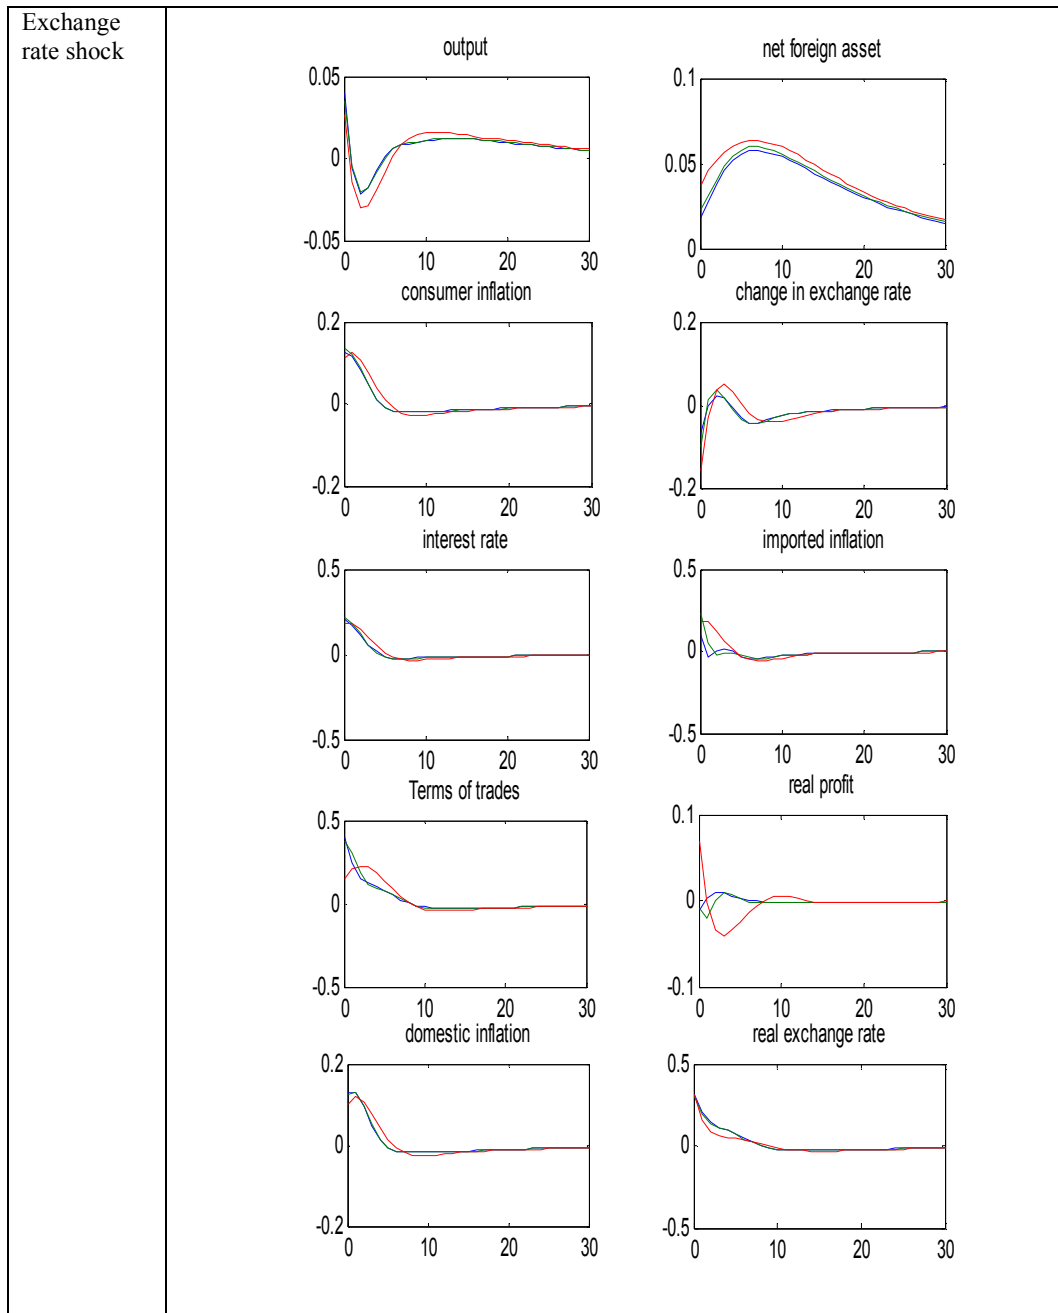 Exchange
rate shock
output
0.05
0
-0.05
0 10 20 30
net foreign asset
0.1
0.05
0
0 10 20 30
consumer inflation
0.2
0
-0.2
0 10 20 30
change in exchange rate
0.2
0
-0.2
0 10 20 30
interest rate
0.5
0
-0.5
0 10 20 30
imported inflation
0.5
0
-0.5
0 10 20 30
Terms of trades
0.5
0
-0.5
0 10 20 30
real profit
0.1
0
-0.1
0 10 20 30
domestic inflation
0.2
0
-0.2
0 10 20 30
real exchange rate
0.5
0
-0.5
0 10 20 30